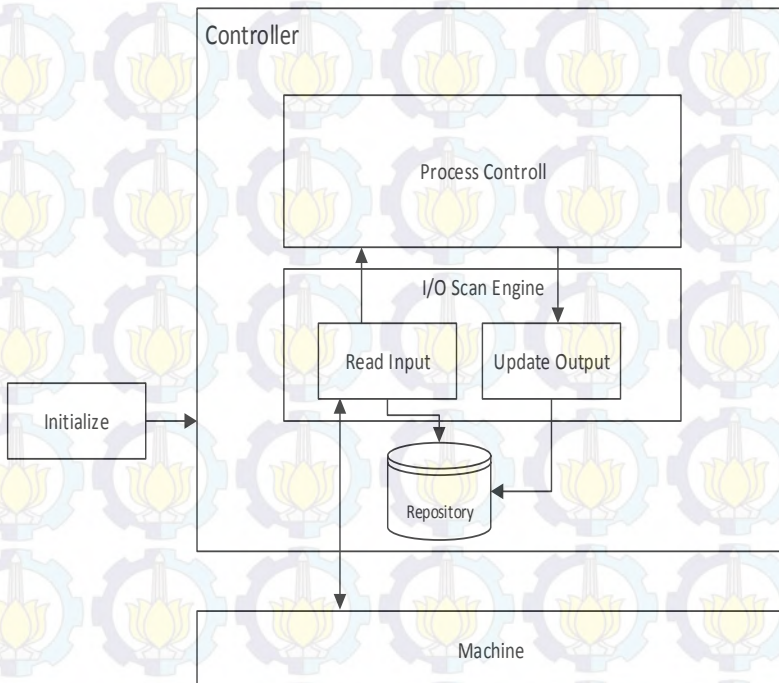 Controller
Process Controll
I/O Scan Engine
Read Input
Update Output
Initialize
Repository
Machine